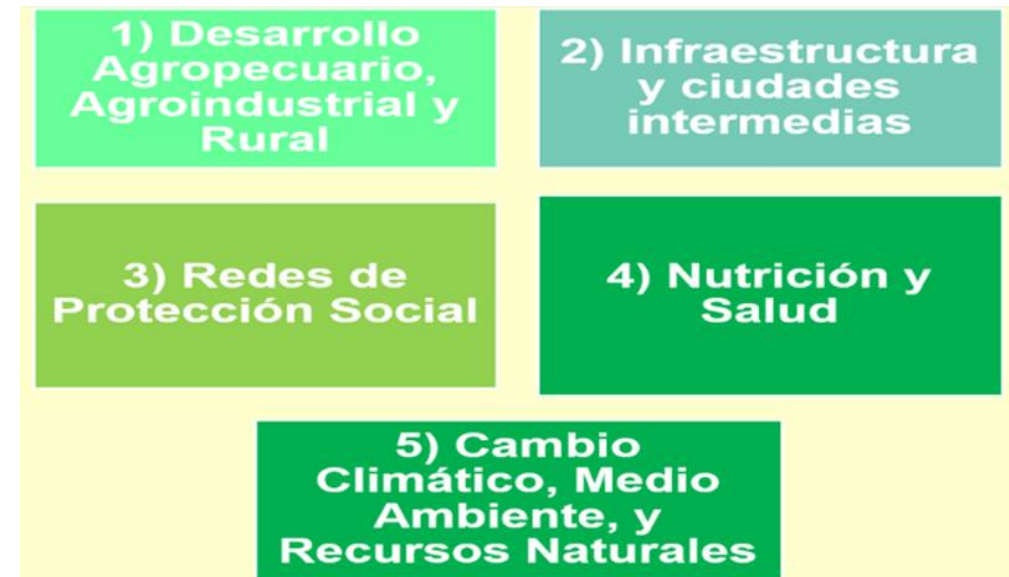 1) Desarrollo
Agropecuario,
Agroindustrial y
Rural
2) Infraestructura
y ciudades
intermedias
3) Redes de
Protección Social
4) Nutrición y
Salud
5) Cambio
Climático, Medio
Ambiente, y
Recursos Naturales